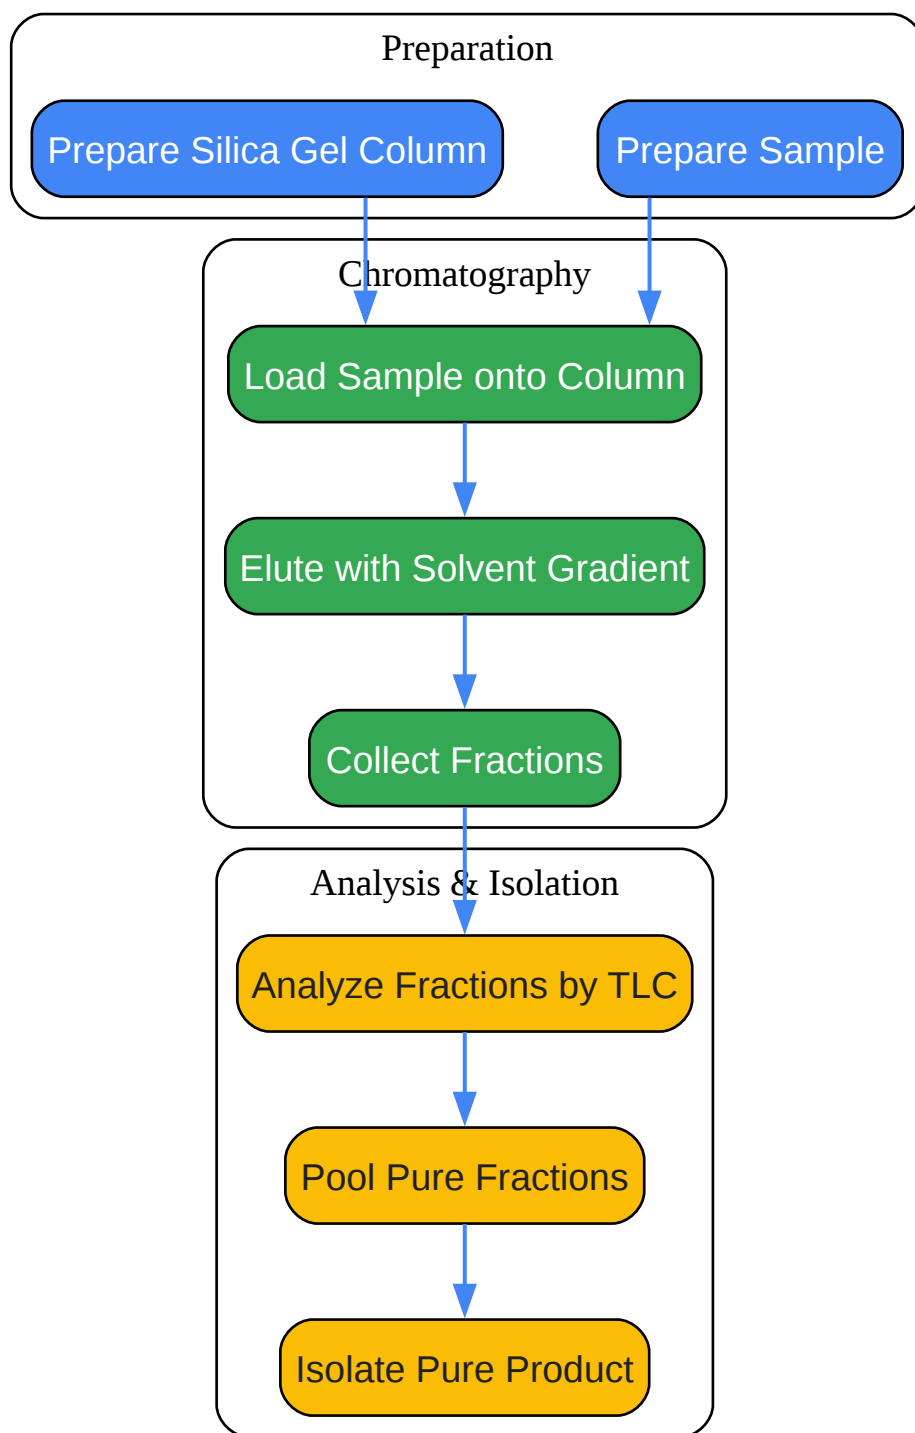 Preparation
Prepare Silica Gel Column
Prepare Sample
Chromatography
Load Sample onto Column
Elute with Solvent Gradient
Collect Fractions
Analysis & Isolation
Analyze Fractions by TLC
Pool Pure Fractions
Isolate Pure Product